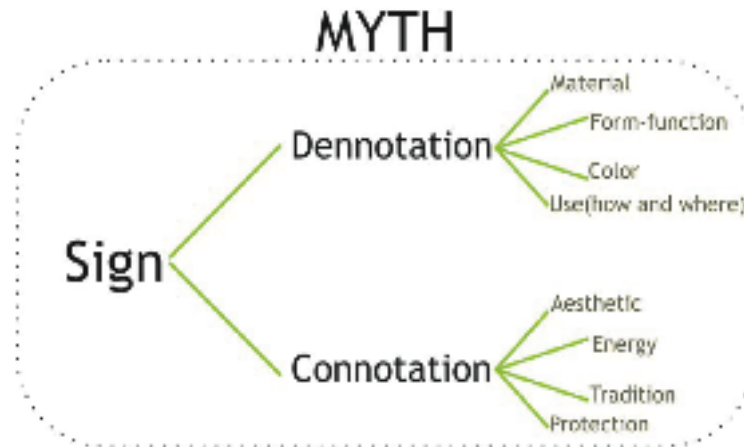 MYTH
Material
Form-function
Dennotation
Color
Use(how and where)
Sign
Aesthetic
Energy
Connotation
Tradition
Protection